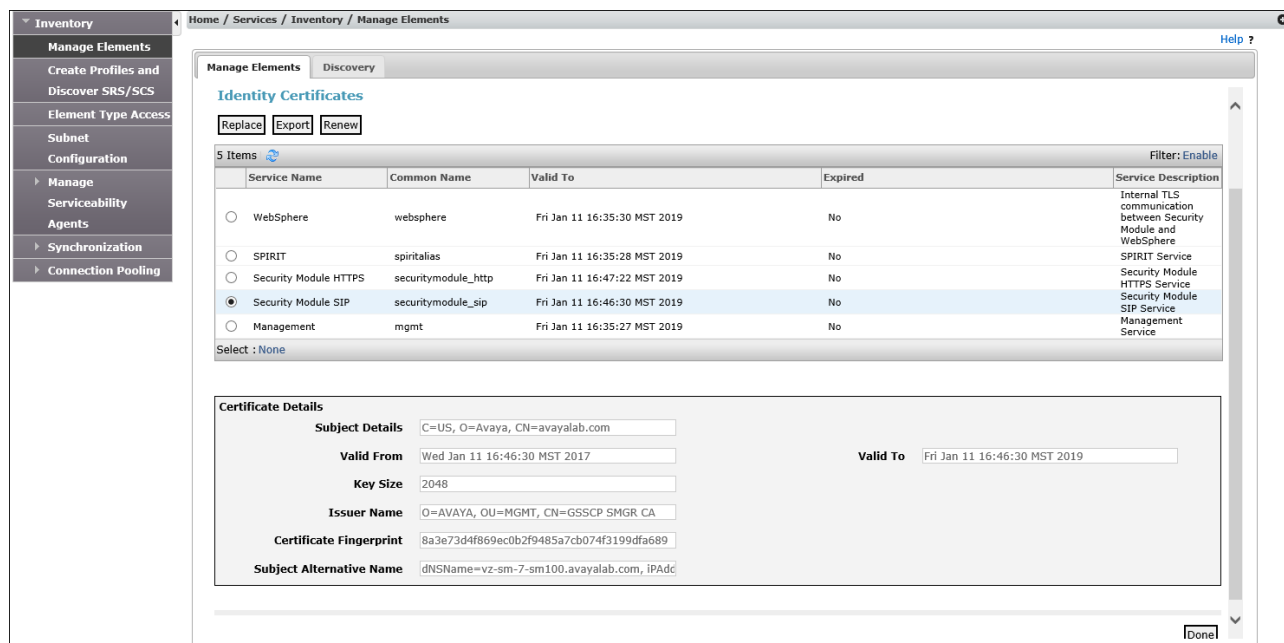 Inventory
Manage Elements
Create Profiles and
Discover SRS/SCS
Element Type Access
Subnet
Configuration
Manage
Serviceability
Agents
Synchronization
Connection Pooling
Home / Services / Inventory / Manage Elements
Help ?
Manage Elements Discovery
Identity Certificates
Replace Export Renew
5 Items Filter: Enable
Service Name Common Name Valid To Expired Service Description
WebSphere websphere Fri Jan 11 16:35:30 MST 2019 No Internal TLS
communication
between Security
Module and
WebSphere
SPIRIT spiritalias Fri Jan 11 16:35:28 MST 2019 No SPIRIT Service
Security Module HTTPS securitymodule_http Fri Jan 11 16:47:22 MST 2019 No Security Module
HTTPS Service
Security Module SIP securitymodule_sip Fri Jan 11 16:46:30 MST 2019 No Security Module
SIP Service
Management mgmt Fri Jan 11 16:35:27 MST 2019 No Management
Service
Select : None
Certificate Details
Subject Details C=US, O=Avaya, CN=avayalab.com
Valid From Wed Jan 11 16:46:30 MST 2017 Valid To Fri Jan 11 16:46:30 MST 2019
Key Size 2048
Issuer Name O=AVAYA, OU=MGMT, CN=GSSCP SMGR CA
Certificate Fingerprint 8a3e73d4f869ec0b2f9485a7cb074f3199dfa689
Subject Alternative Name dNSName=vz-sm-7-sm100.avayalab.com, iPAdd
Done